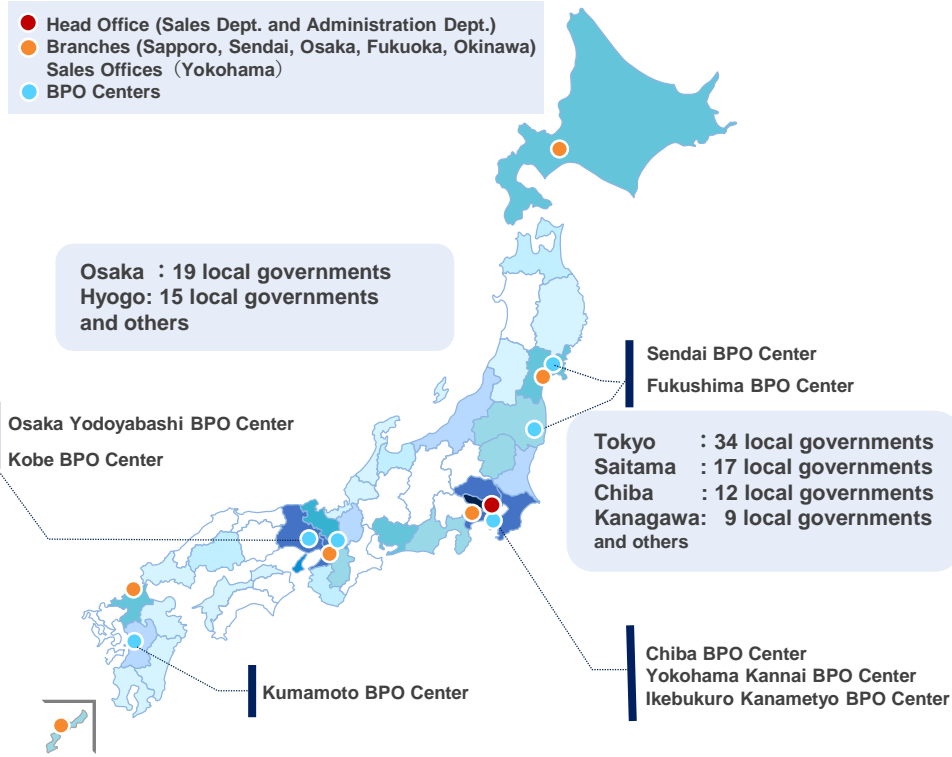 Head Office (Sales Dept. and Administration Dept.)
Branches (Sapporo, Sendai, Osaka, Fukuoka, Okinawa)
Sales Offices（Yokohama）
BPO Centers
Osaka ：19 local governments
Hyogo: 15 local governments
and others
Sendai BPO Center
Fukushima BPO Center
Osaka Yodoyabashi BPO Center
Kobe BPO Center
Tokyo ：34 local governments
Saitama : 17 local governments
Chiba : 12 local governments
Kanagawa: 9 local governments
and others
Chiba BPO Center
Yokohama Kannai BPO Center
Ikebukuro Kanametyo BPO Center
Kumamoto BPO Center